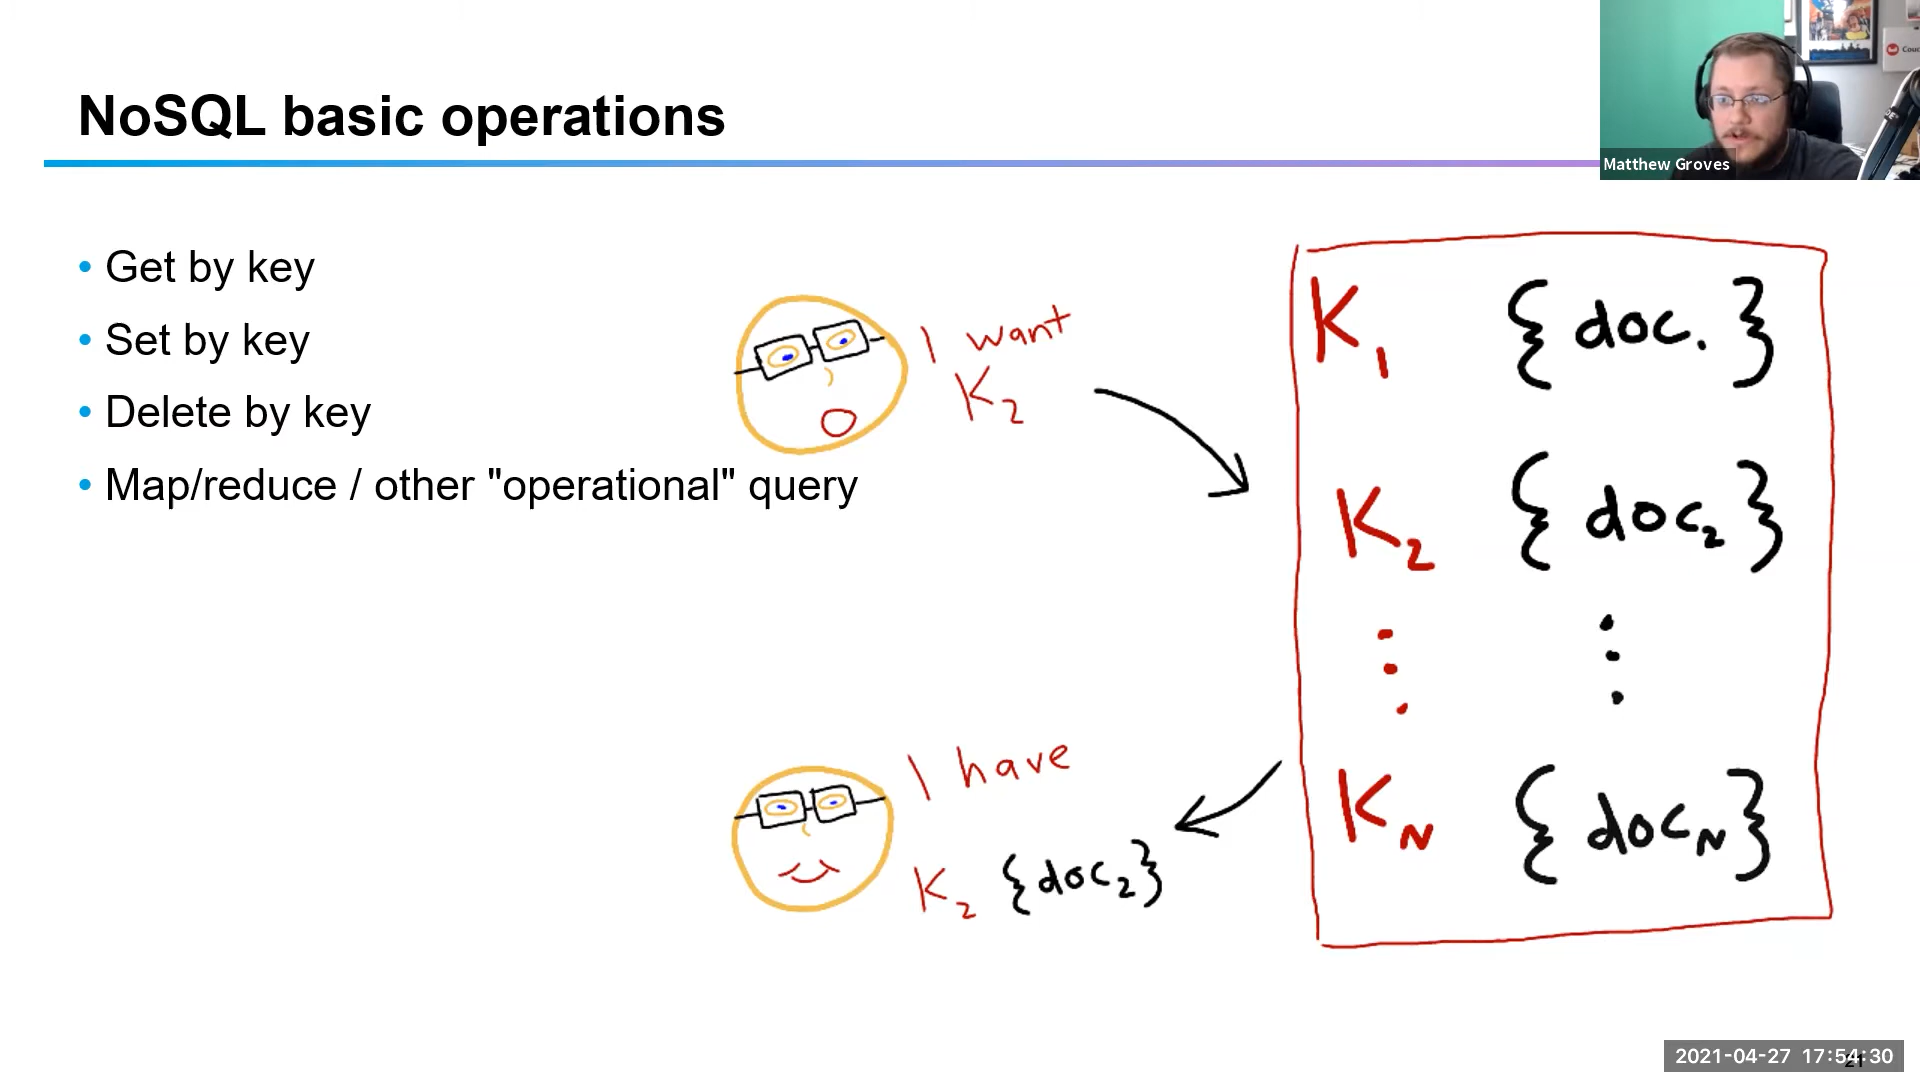 NoSQL basic operations
Matthew Groves
• Get by key
• Set by key
• Delete by key
• Map/reduce / other "operational" query
I want
K2
K1 {doc.}
K2 {doc2}
KN {docN}
I have
K2 {doc2}
2021-04-27 17:54:30